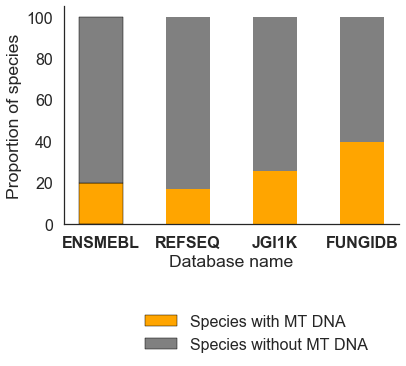 Proportion of species
100
80
60
40
20
0
ENSMEBL REFSEQ JGI1K FUNGIDB
Database name
Species with MT DNA
Species without MT DNA